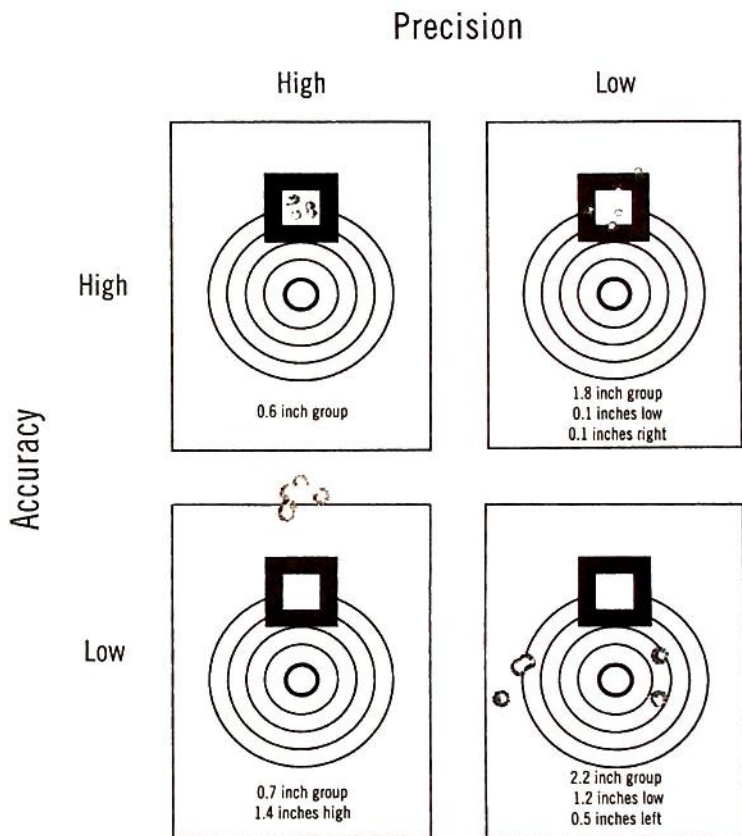 Precision
High
Low
High
0.6 inch group
1.8 inch group
0.1 inches low
0.1 inches right
Accuracy
Low
0.7 inch group
1.4 inches high
2.2 inch group
1.2 inches low
0.5 inches left